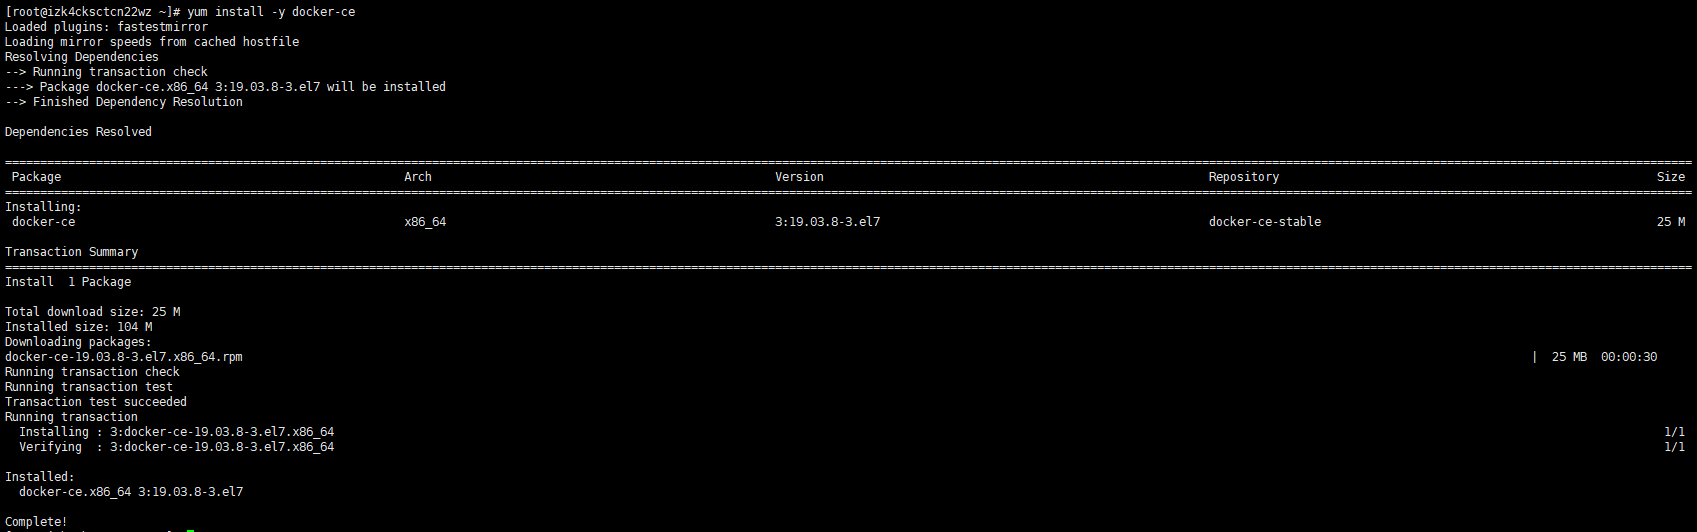 [root@izk4cksctcn22wz ~]# yum install -y docker-ce
Loaded plugins: fastestmirror
Loading mirror speeds from cached hostfile
Resolving Dependencies
--> Running transaction check
---> Package docker-ce.x86_64 3:19.03.8-3.el7 will be installed
--> Finished Dependency Resolution
Dependencies Resolved
Package Arch Version Repository Size
Installing:
docker-ce x86_64 3:19.03.8-3.el7 docker-ce-stable 25 M
Transaction Summary
Install  1 Package
Total download size: 25 M
Installed size: 104 M
Downloading packages:
docker-ce-19.03.8-3.el7.x86_64.rpm | 25 MB 00:00:30
Running transaction check
Running transaction test
Transaction test succeeded
Running transaction
Installing : 3:docker-ce-19.03.8-3.el7.x86_64 1/1
Verifying  : 3:docker-ce-19.03.8-3.el7.x86_64 1/1
Installed:
docker-ce.x86_64 3:19.03.8-3.el7
Complete!